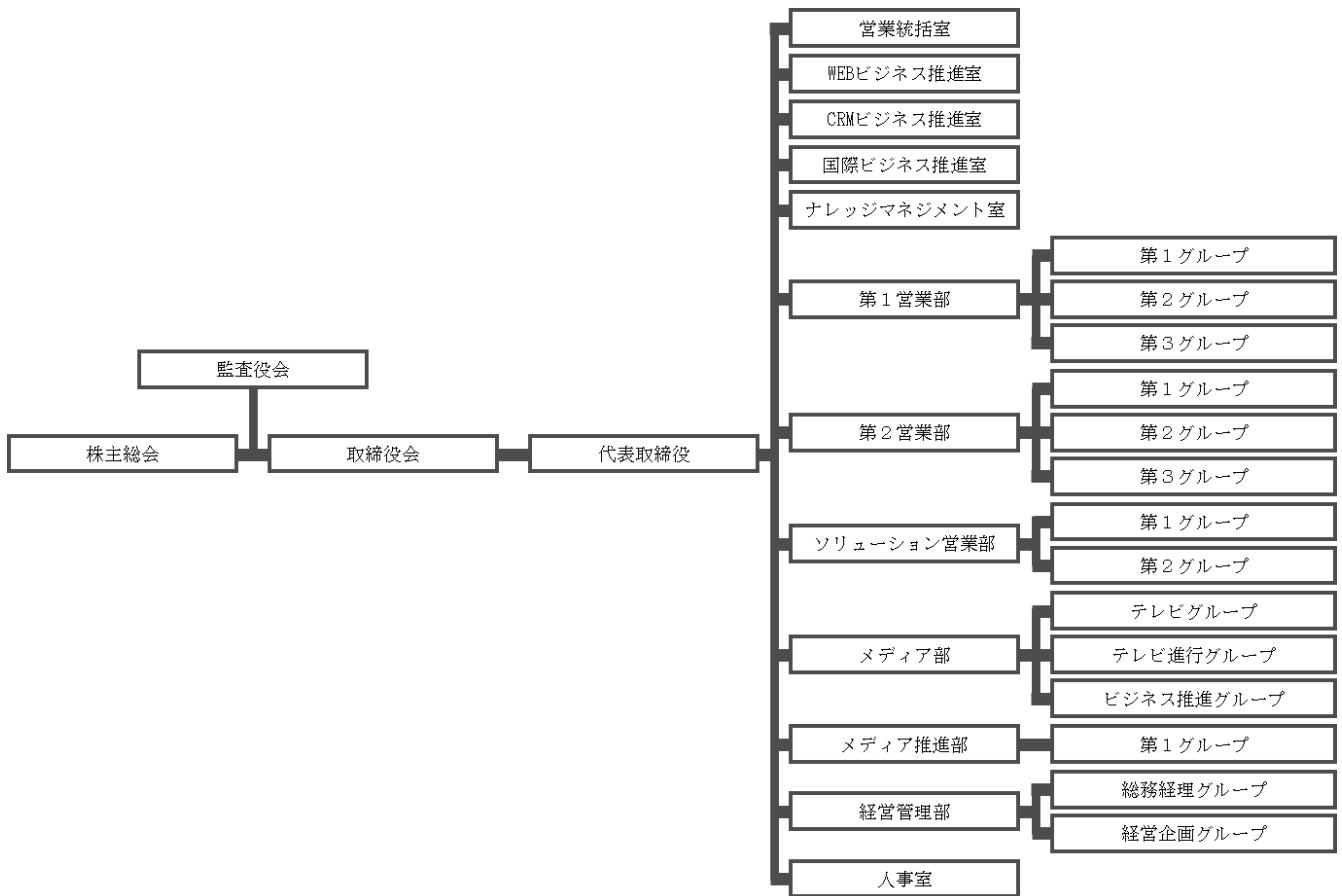 株主総会
監査役会
取締役会
代表取締役
営業統括室
WEBビジネス推進室
CRMビジネス推進室
国際ビジネス推進室
ナレッジマネジメント室
第１営業部
第１グループ
第２グループ
第３グループ
第２営業部
第１グループ
第２グループ
第３グループ
ソリューション営業部
第１グループ
第２グループ
メディア部
テレビグループ
テレビ進行グループ
ビジネス推進グループ
メディア推進部
第１グループ
経営管理部
総務経理グループ
経営企画グループ
人事室